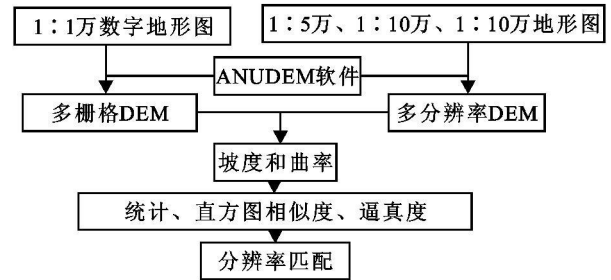 1∶1万数字地形图
1∶5万、1∶10万、1∶10万地形图
ANUDEM软件
多栅格DEM
多分辨率DEM
坡度和曲率
统计、直方图相似度、逼真度
分辨率匹配